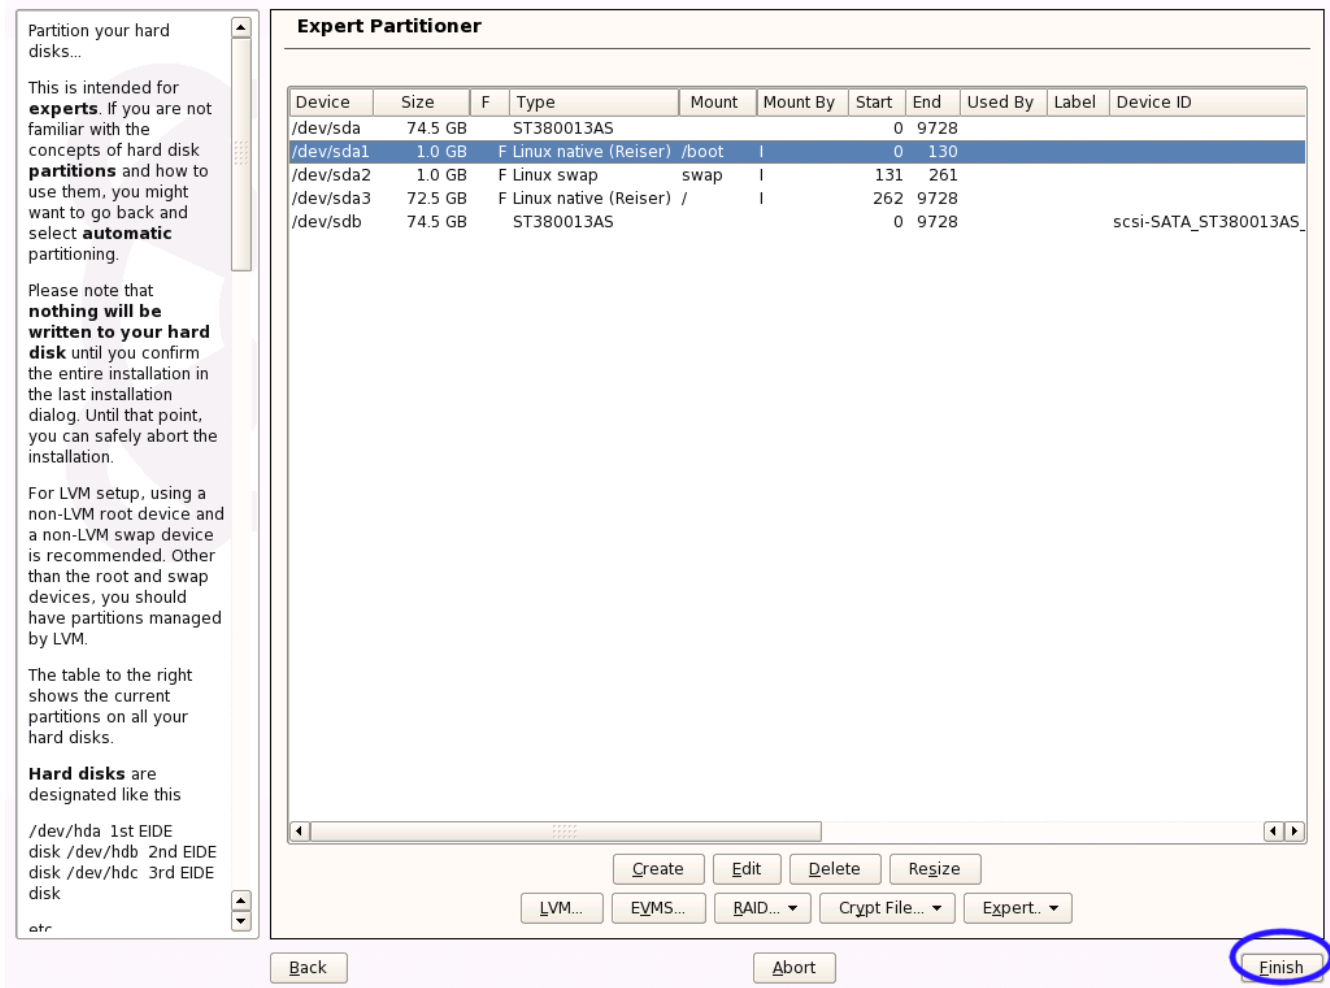 Partition your hard
disks...
This is intended for
experts. If you are not
familiar with the
concepts of hard disk
partitions and how to
use them, you might
want to go back and
select automatic
partitioning.
Please note that
nothing will be
written to your hard
disk until you confirm
the entire installation in
the last installation
dialog. Until that point,
you can safely abort the
installation.
For LVM setup, using a
non-LVM root device and
a non-LVM swap device
is recommended. Other
than the root and swap
devices, you should
have partitions managed
by LVM.
The table to the right
shows the current
partitions on all your
hard disks.
Hard disks are
designated like this
/dev/hda 1st EIDE
disk /dev/hdb 2nd EIDE
disk /dev/hdc 3rd EIDE
disk
etc
Expert Partitioner
Device Size F Type Mount Mount By Start End Used By Label Device ID
/dev/sda 74.5 GB ST380013AS 0 9728
/dev/sda1 1.0 GB F Linux native (Reiser) /boot I 0 130
/dev/sda2 1.0 GB F Linux swap swap I 131 261
/dev/sda3 72.5 GB F Linux native (Reiser) / I 262 9728
/dev/sdb 74.5 GB ST380013AS 0 9728 scsi-SATA_ST380013AS_
Create Edit Delete Resize
LVM... EVMS... RAID... Crypt File... Expert..
Back Abort Finish